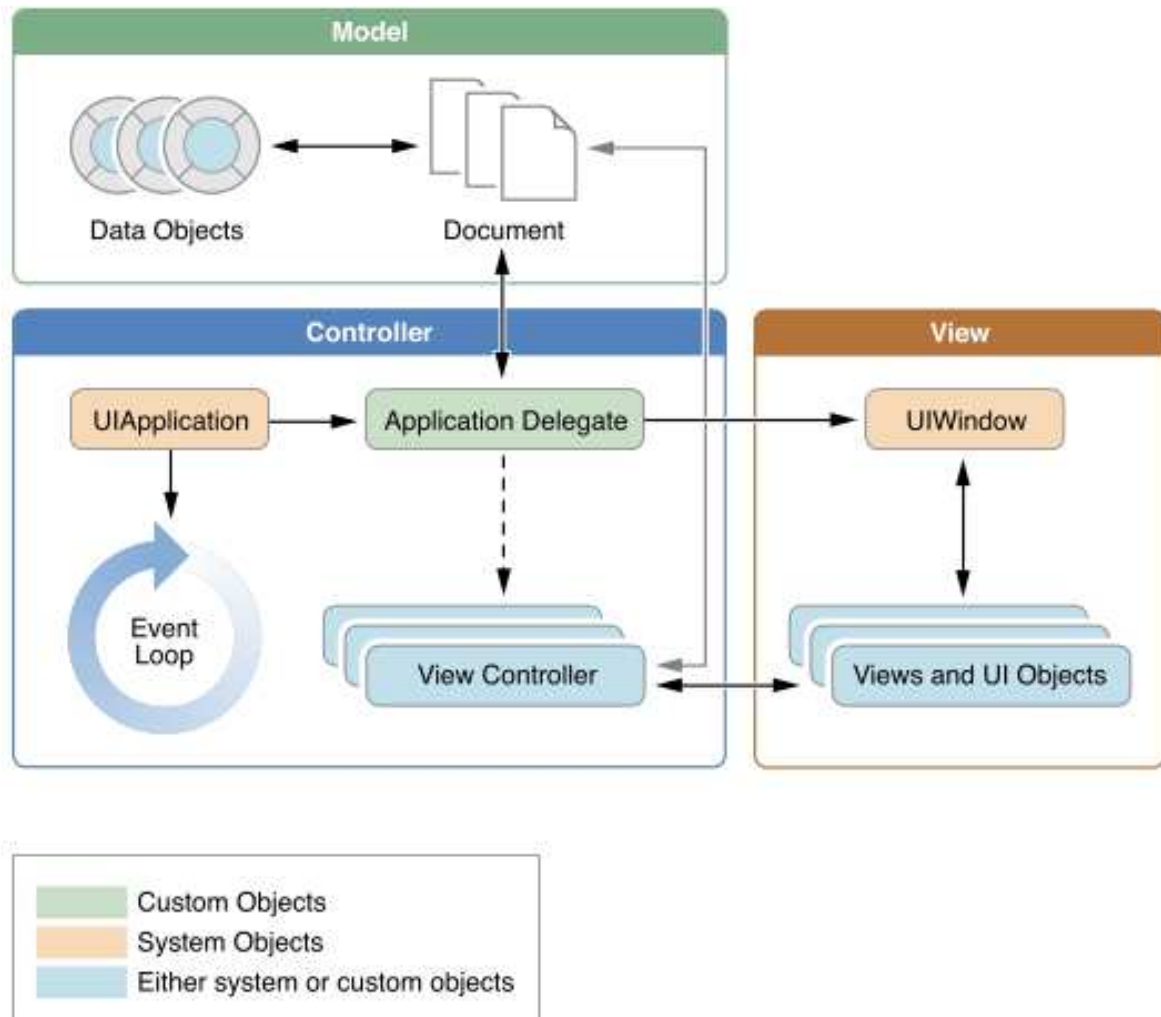 Model
Data Objects
Document
Controller
View
UIApplication
Application Delegate
UIWindow
Event
Loop
View Controller
Views and UI Objects
Custom Objects
System Objects
Either system or custom objects